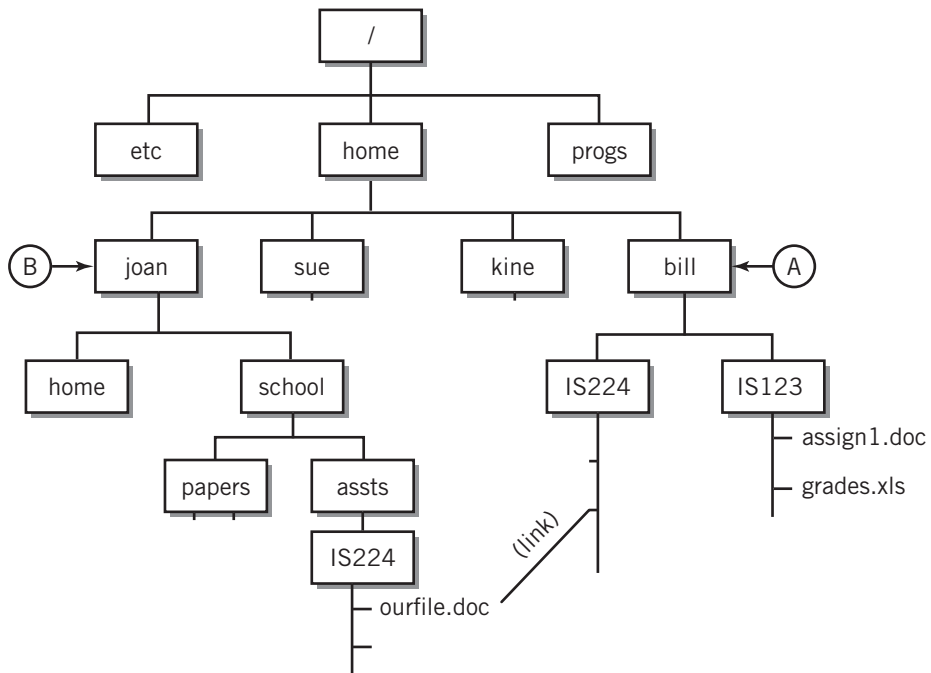 /
etc
home
progs
B
joan
sue
kine
bill
A
home
school
IS224
IS123
assign1.doc
papers
assts
grades.xls
(link)
IS224
ourfile.doc